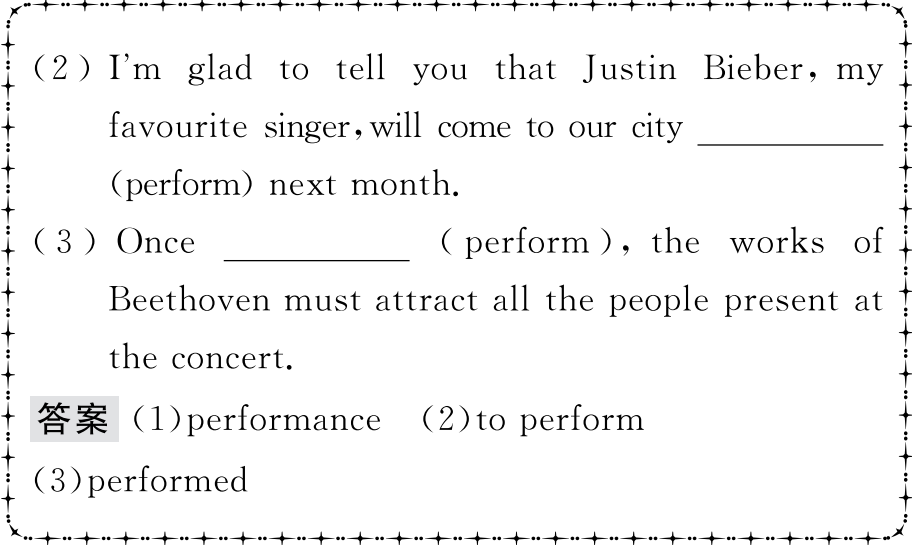 (2) I'm glad to tell you that Justin Bieber, my
favourite singer, will come to our city ____________
(perform) next month.
(3) Once ____________ (perform), the works of
Beethoven must attract all the people present at
the concert.
答案 (1)performance (2)to perform
(3)performed